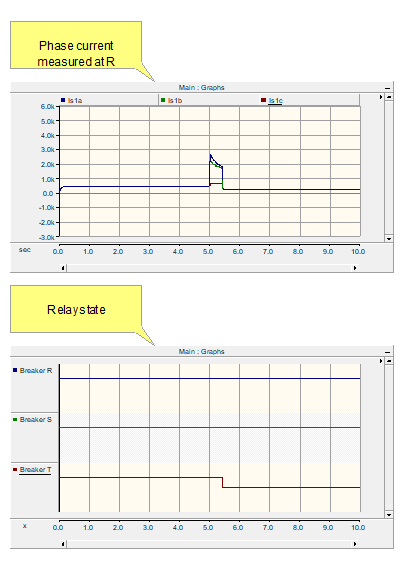 Phase current
measured at R
Main : Graphs
Is1a Is1b Is1c
6.0k
5.0k
4.0k
3.0k
2.0k
1.0k
0.0
-1.0k
-2.0k
-3.0k
sec 0.0 1.0 2.0 3.0 4.0 5.0 6.0 7.0 8.0 9.0 10.0
Relay state
Main : Graphs
Breaker R
Breaker S
Breaker T
x 0.0 1.0 2.0 3.0 4.0 5.0 6.0 7.0 8.0 9.0 10.0